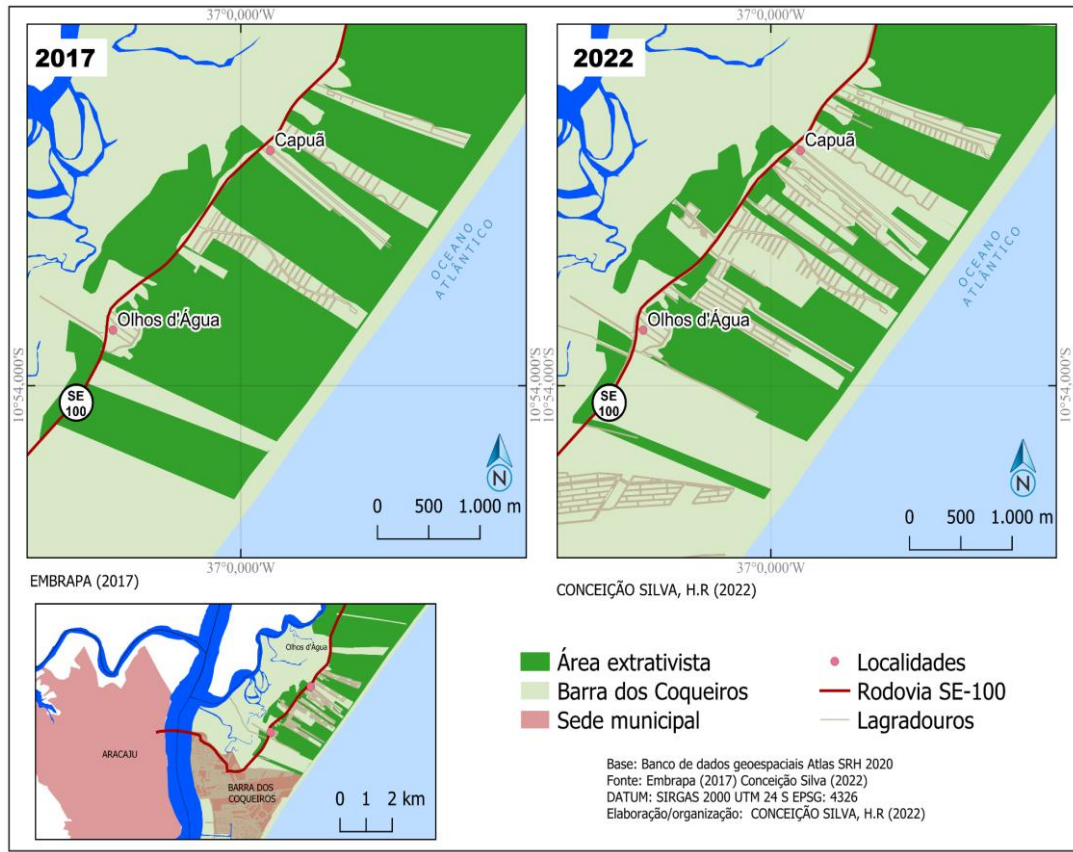 37°0,000'W
37°0,000'W
2017
2022
Capuã
Capuã
OCEANO
ATLÂNTICO
OCEANO
ATLÂNTICO
Olhos d'Água
Olhos d'Água
10°54,000'S
10°54,000'S
10°54,000'S
SE
100
SE
100
N
N
0 500 1.000 m
0 500 1.000 m
37°0,000'W
37°0,000'W
EMBRAPA (2017)
CONCEIÇÃO SILVA, H.R (2022)
Olhos d'Água
ARACAJU
BARRA DOS
COQUEIROS
0 1 2 km
Área extrativista
Barra dos Coqueiros
Sede municipal
Localidades
Rodovia SE-100
Lagradouros
Base: Banco de dados geoespaciais Atlas SRH 2020
Fonte: Embrapa (2017) Conceição Silva (2022)
DATUM: SIRGAS 2000 UTM 24 S EPSG: 4326
Elaboração/organização: CONCEIÇÃO SILVA, H.R (2022)